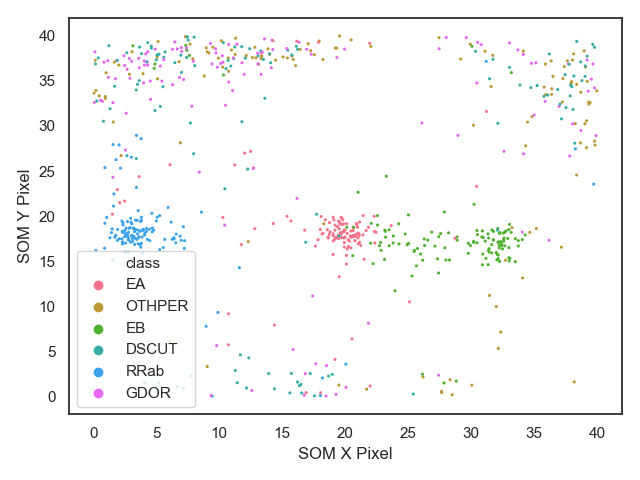 40
35
30
25
20
15
10
5
0
SOM Y Pixel
class
EA
OTHPER
EB
DSCUT
RRab
GDOR
0 5 10 15 20 25 30 35 40
SOM X Pixel